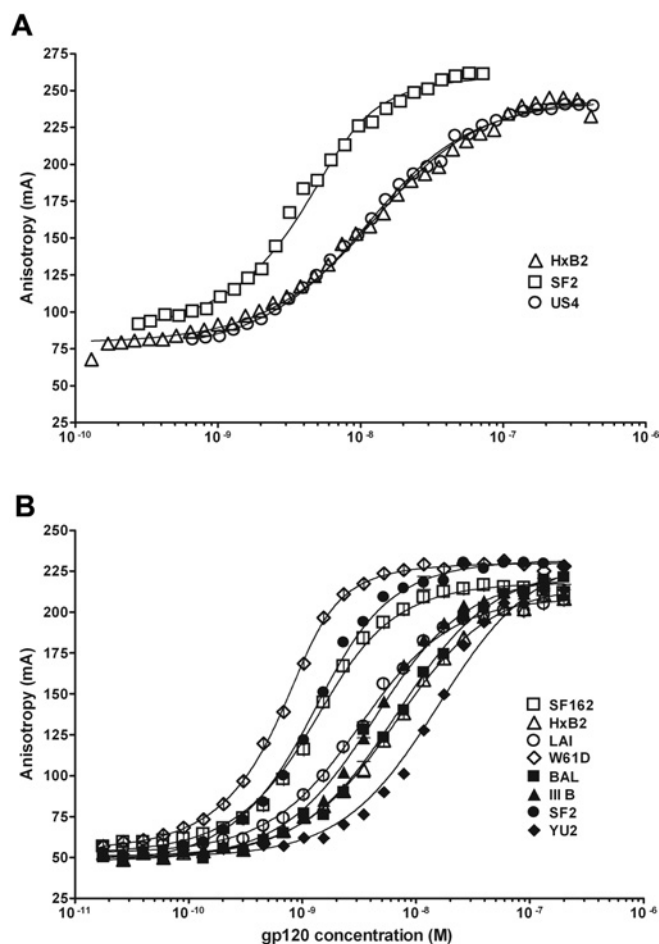 A
275
250
225
200
175
150
125
100
75
50
25
Anisotropy (mA)
HxB2
SF2
US4
10-10
10-9
10-8
10-7
10-6
B
250
225
200
175
150
125
100
75
50
25
Anisotropy (mA)
SF162
HxB2
LAI
W61D
BAL
III B
SF2
YU2
10-11
10-10
10-9
10-8
10-7
10-6
gp120 concentration (M)